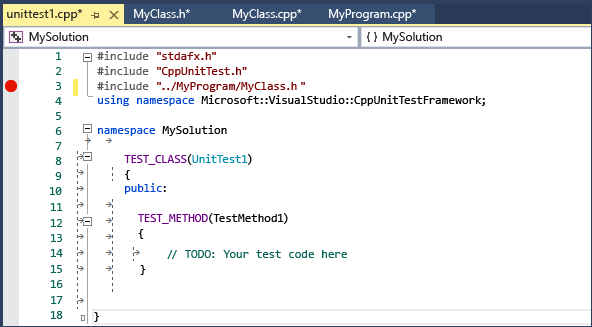 unittest1.cpp* MyClass.h* MyClass.cpp* MyProgram.cpp*
MySolution { } MySolution
1 #include "stdafx.h"
2 #include "CppUnitTest.h"
3 #include "../MyProgram/MyClass.h "
4 using namespace Microsoft::VisualStudio::CppUnitTestFramework;
5
6 namespace MySolution
7
8 TEST_CLASS(UnitTest1)
9 {
10 public:
11
12 TEST_METHOD(TestMethod1)
13 {
14 // TODO: Your test code here
15 }
16
17
18 }